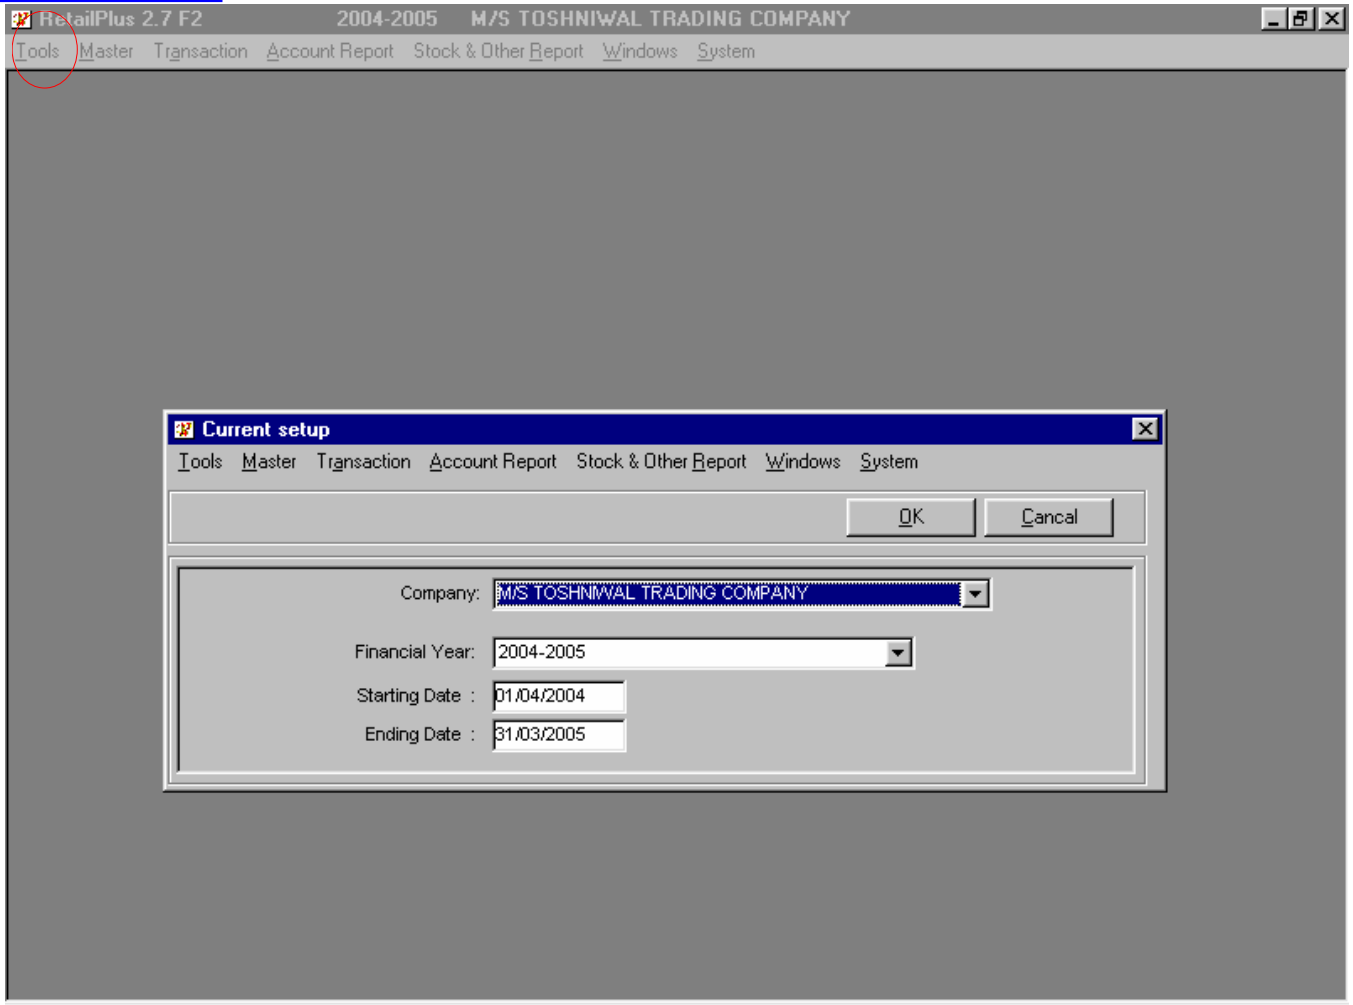 RetailPlus 2.7 F2 2004-2005 M/S TOSHNIWAL TRADING COMPANY
Tools Master Transaction Account Report Stock & Other Report Windows System
Current setup
Tools Master Transaction Account Report Stock & Other Report Windows System
OK Cancal
Company: M/S TOSHNIWAL TRADING COMPANY
Financial Year: 2004-2005
Starting Date : 01/04/2004
Ending Date : 31/03/2005